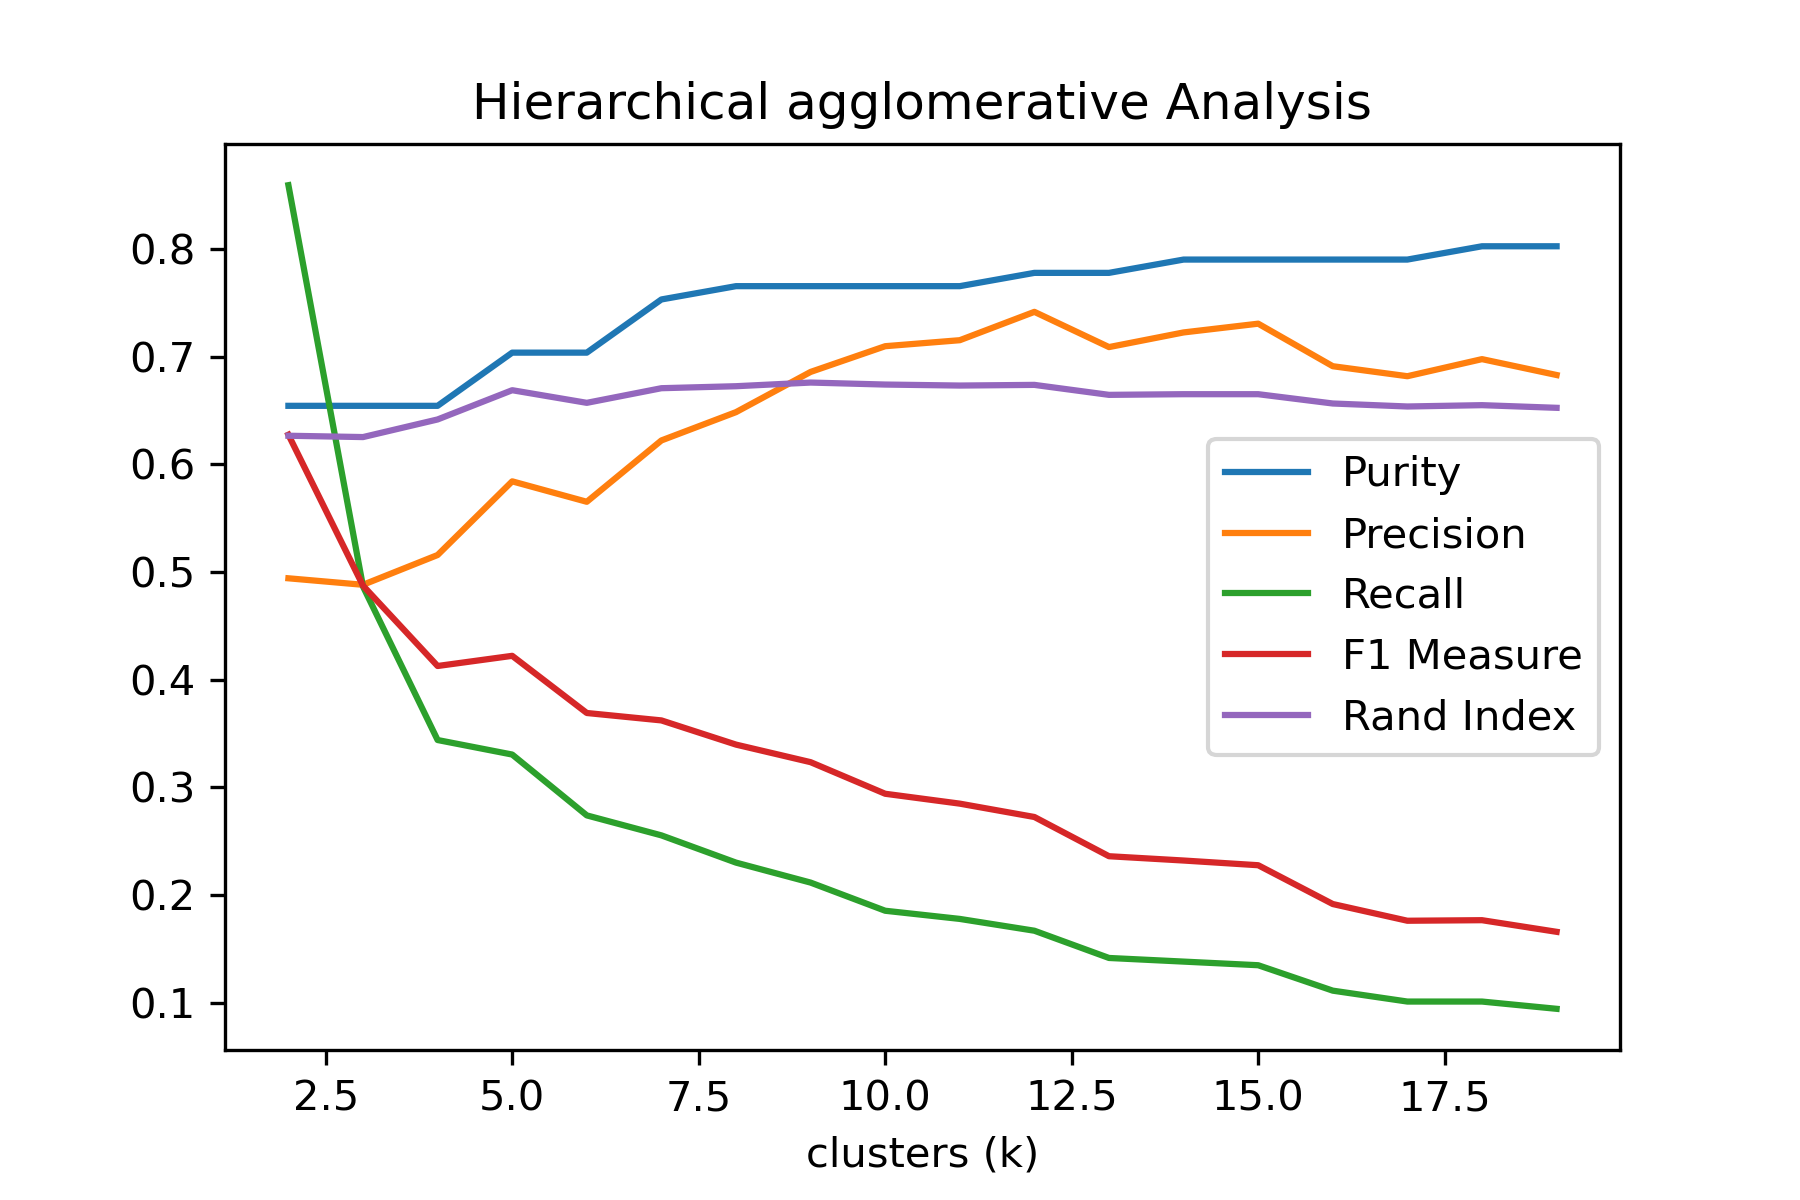 Hierarchical agglomerative Analysis
0.8
0.7
0.6
0.5
0.4
0.3
0.2
0.1
Purity
Precision
Recall
F1 Measure
Rand Index
2.5 5.0 7.5 10.0 12.5 15.0 17.5
clusters (k)